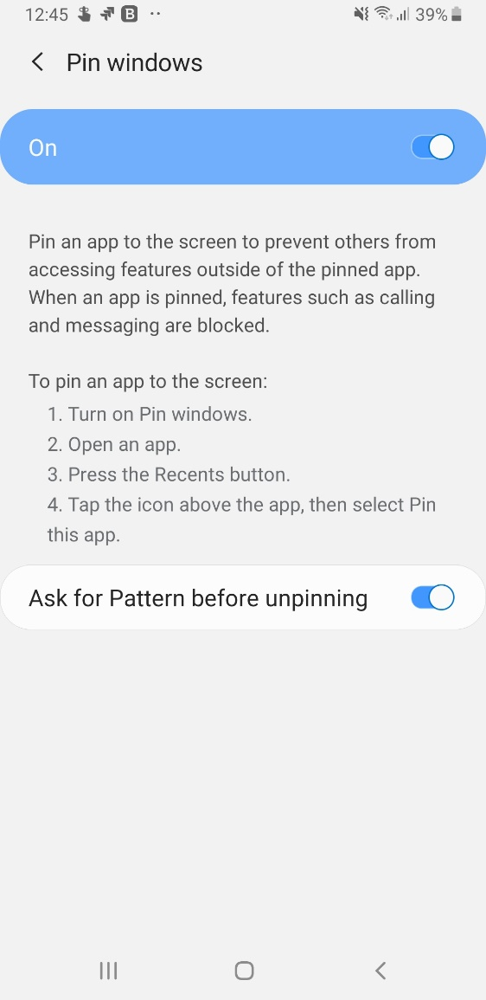 12:45 B 39%
Pin windows
On
Pin an app to the screen to prevent others from
accessing features outside of the pinned app.
When an app is pinned, features such as calling
and messaging are blocked.
To pin an app to the screen:
1. Turn on Pin windows.
2. Open an app.
3. Press the Recents button.
4. Tap the icon above the app, then select Pin
this app.
Ask for Pattern before unpinning